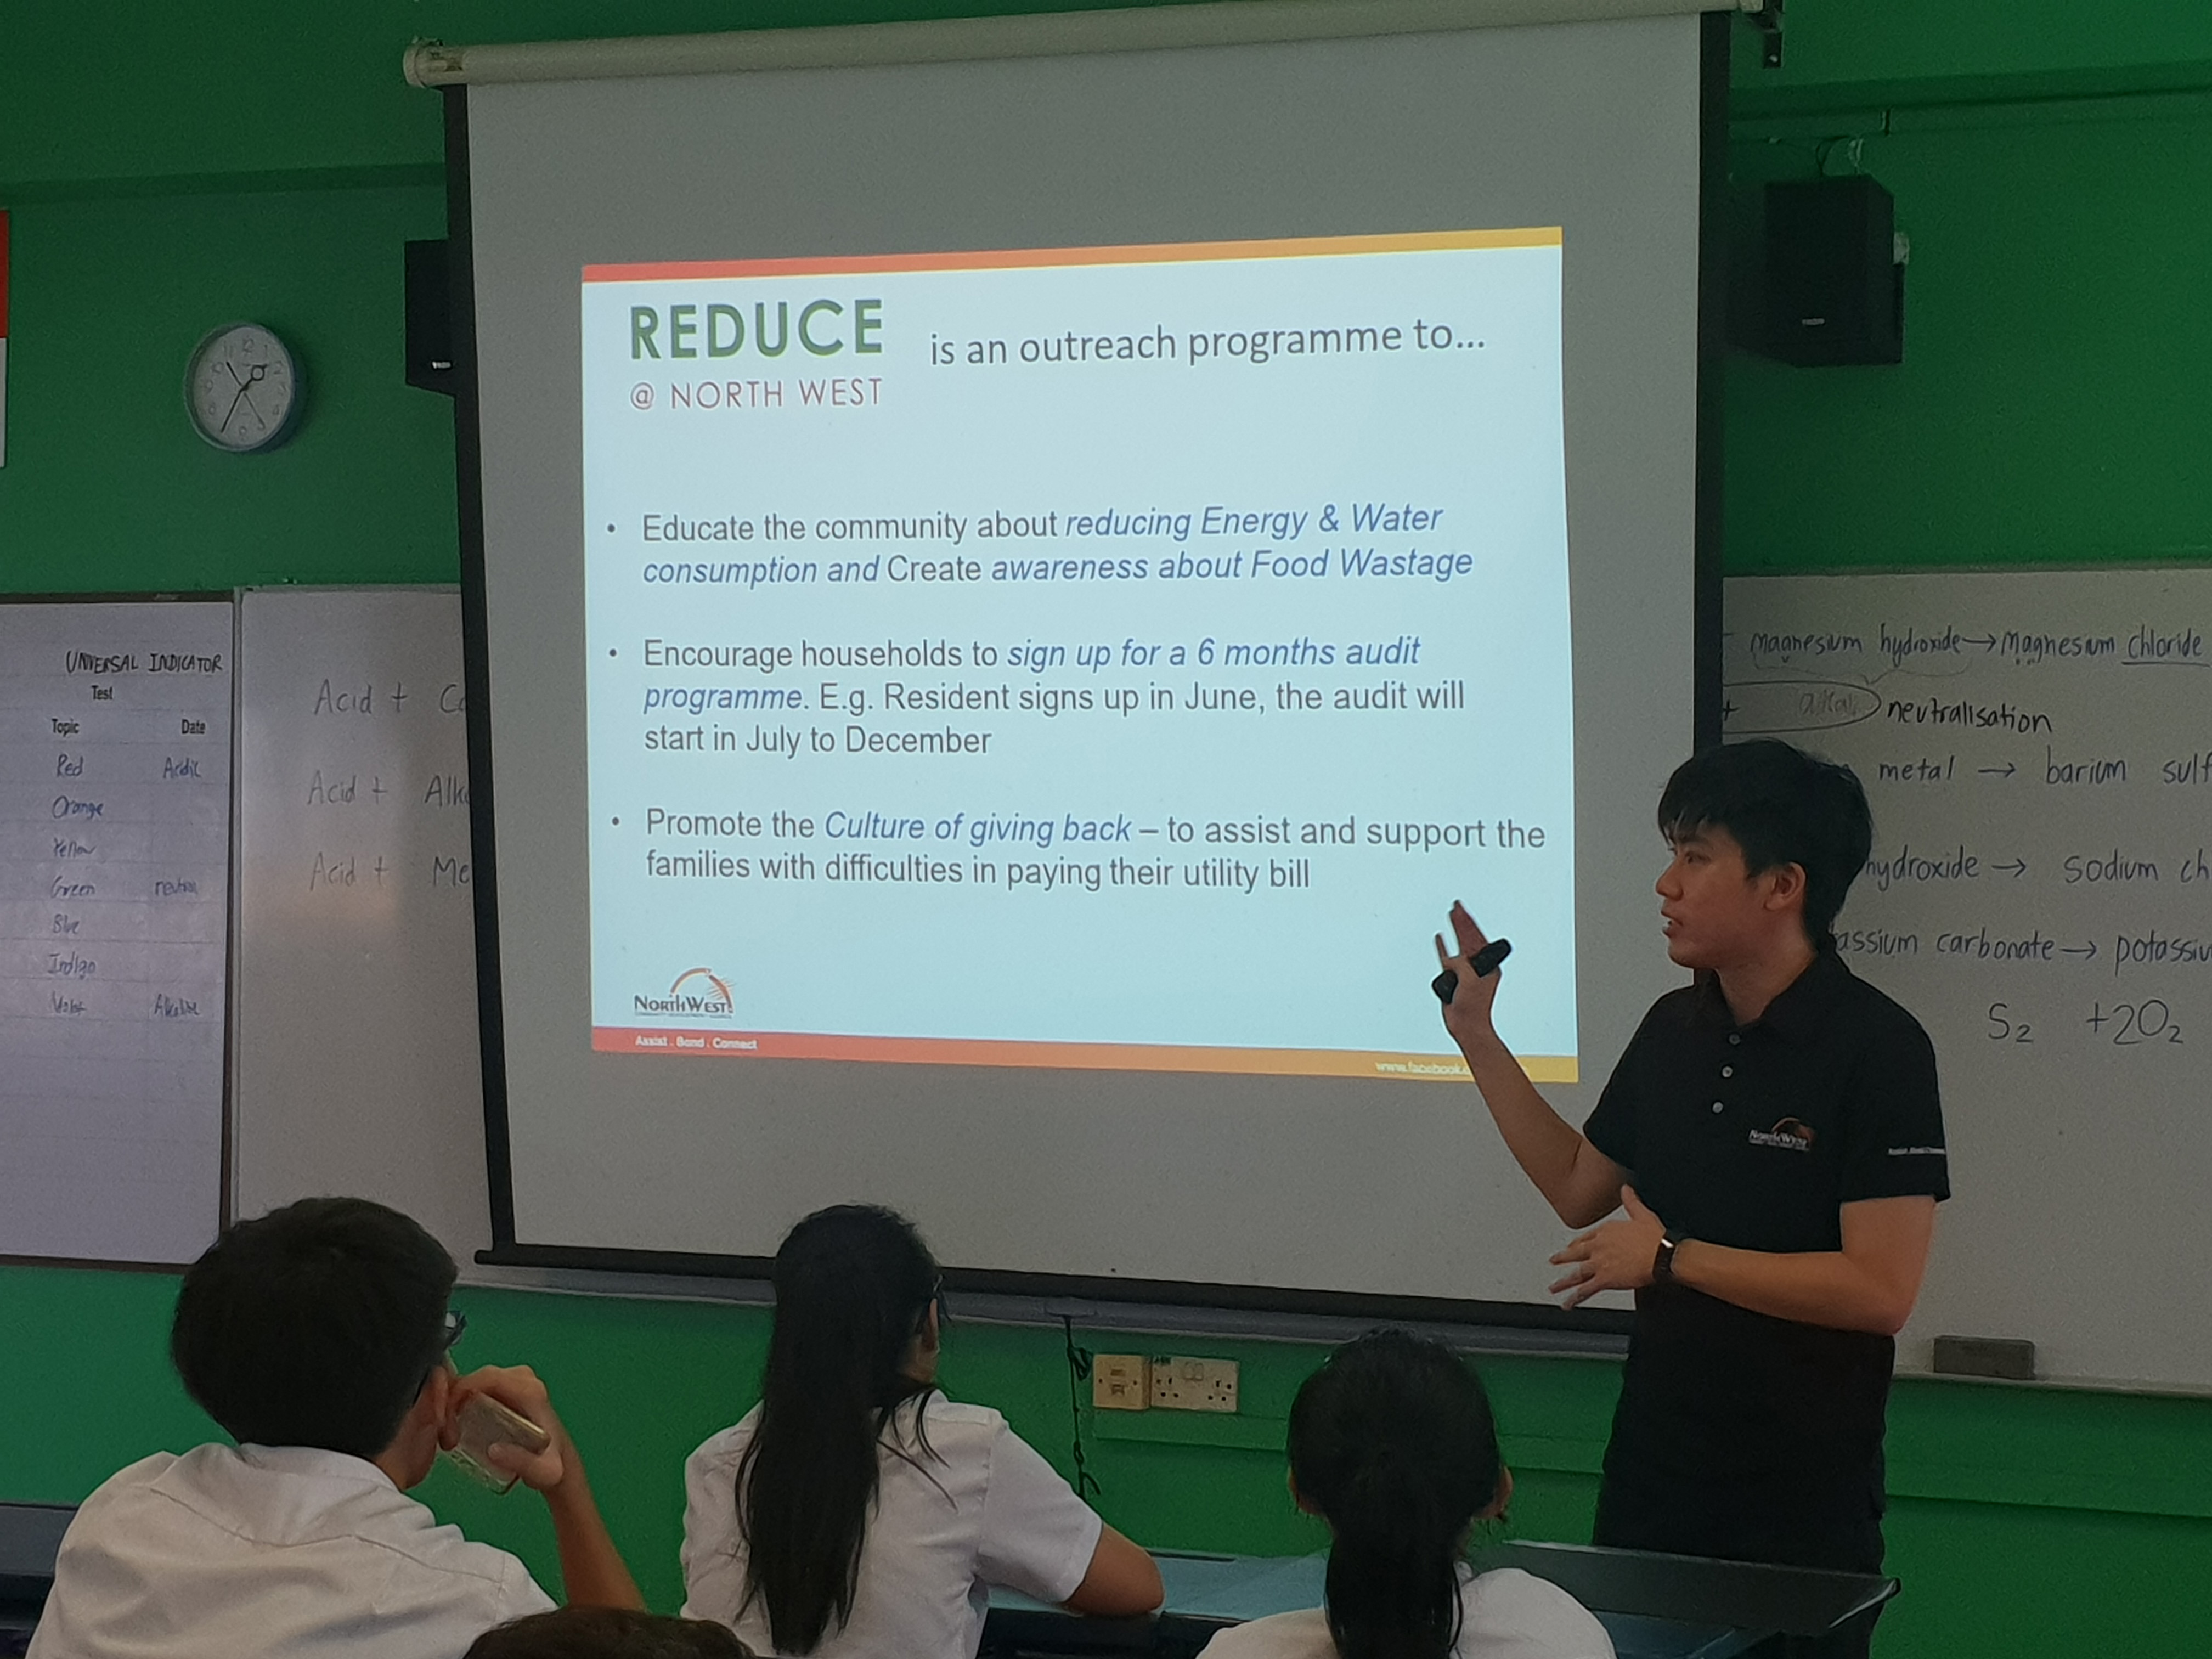 REDUCE
@ NORTH WEST
is an outreach programme to...
• Educate the community about reducing Energy & Water
consumption and Create awareness about Food Wastage
• Encourage households to sign up for a 6 months audit
programme. E.g. Resident signs up in June, the audit will
start in July to December
• Promote the Culture of giving back – to assist and support the
families with difficulties in paying their utility bill
NORTHWEST
Assist . Bond . Connect
www.facebook.
UNVERSAL INDICATOR
Test
Topic Date
Red Acidic
Orange
Yellow
Green neutral
Blue
Indigo
Violet Alkaline
Acid +
Acid +
Acid +
magnesium hydroxide → magnesium chloride
+ neutralisation
metal → barium
hydroxide → sodium
carbonate →
S2 +2O2
NORTHWEST